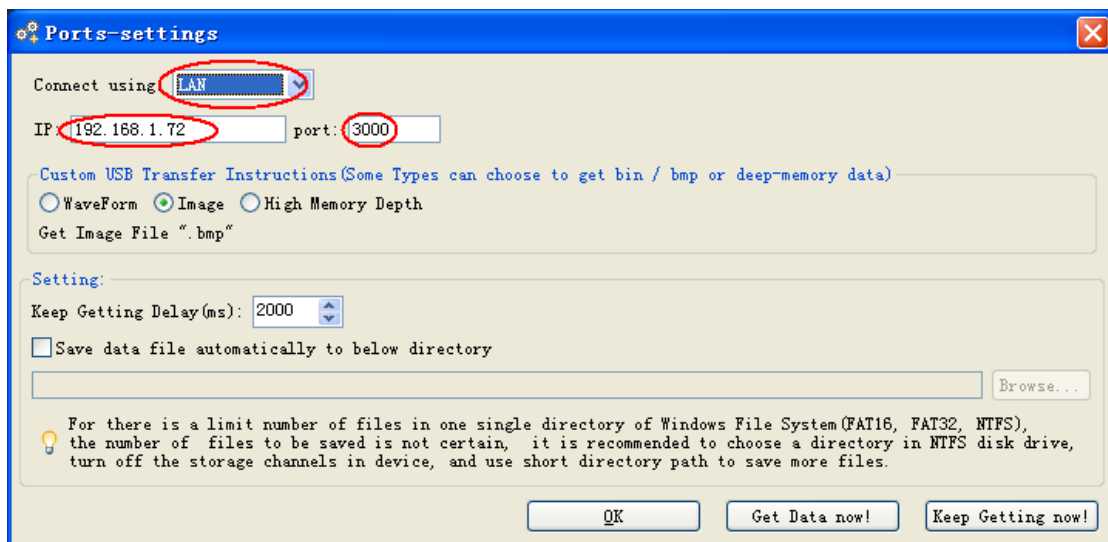 Ports-settings
Connect using: LAN
IP: 192.168.1.72 port: 3000
Custom USB Transfer Instructions(Some Types can choose to get bin / bmp or deep-memory data)
WaveForm Image High Memory Depth
Get Image File ".bmp"
Setting:
Keep Getting Delay(ms): 2000
Save data file automatically to below directory
Browse...
For there is a limit number of files in one single directory of Windows File System(FAT16, FAT32, NTFS),
the number of files to be saved is not certain, it is recommended to choose a directory in NTFS disk drive,
turn off the storage channels in device, and use short directory path to save more files.
OK Get Data now! Keep Getting now!